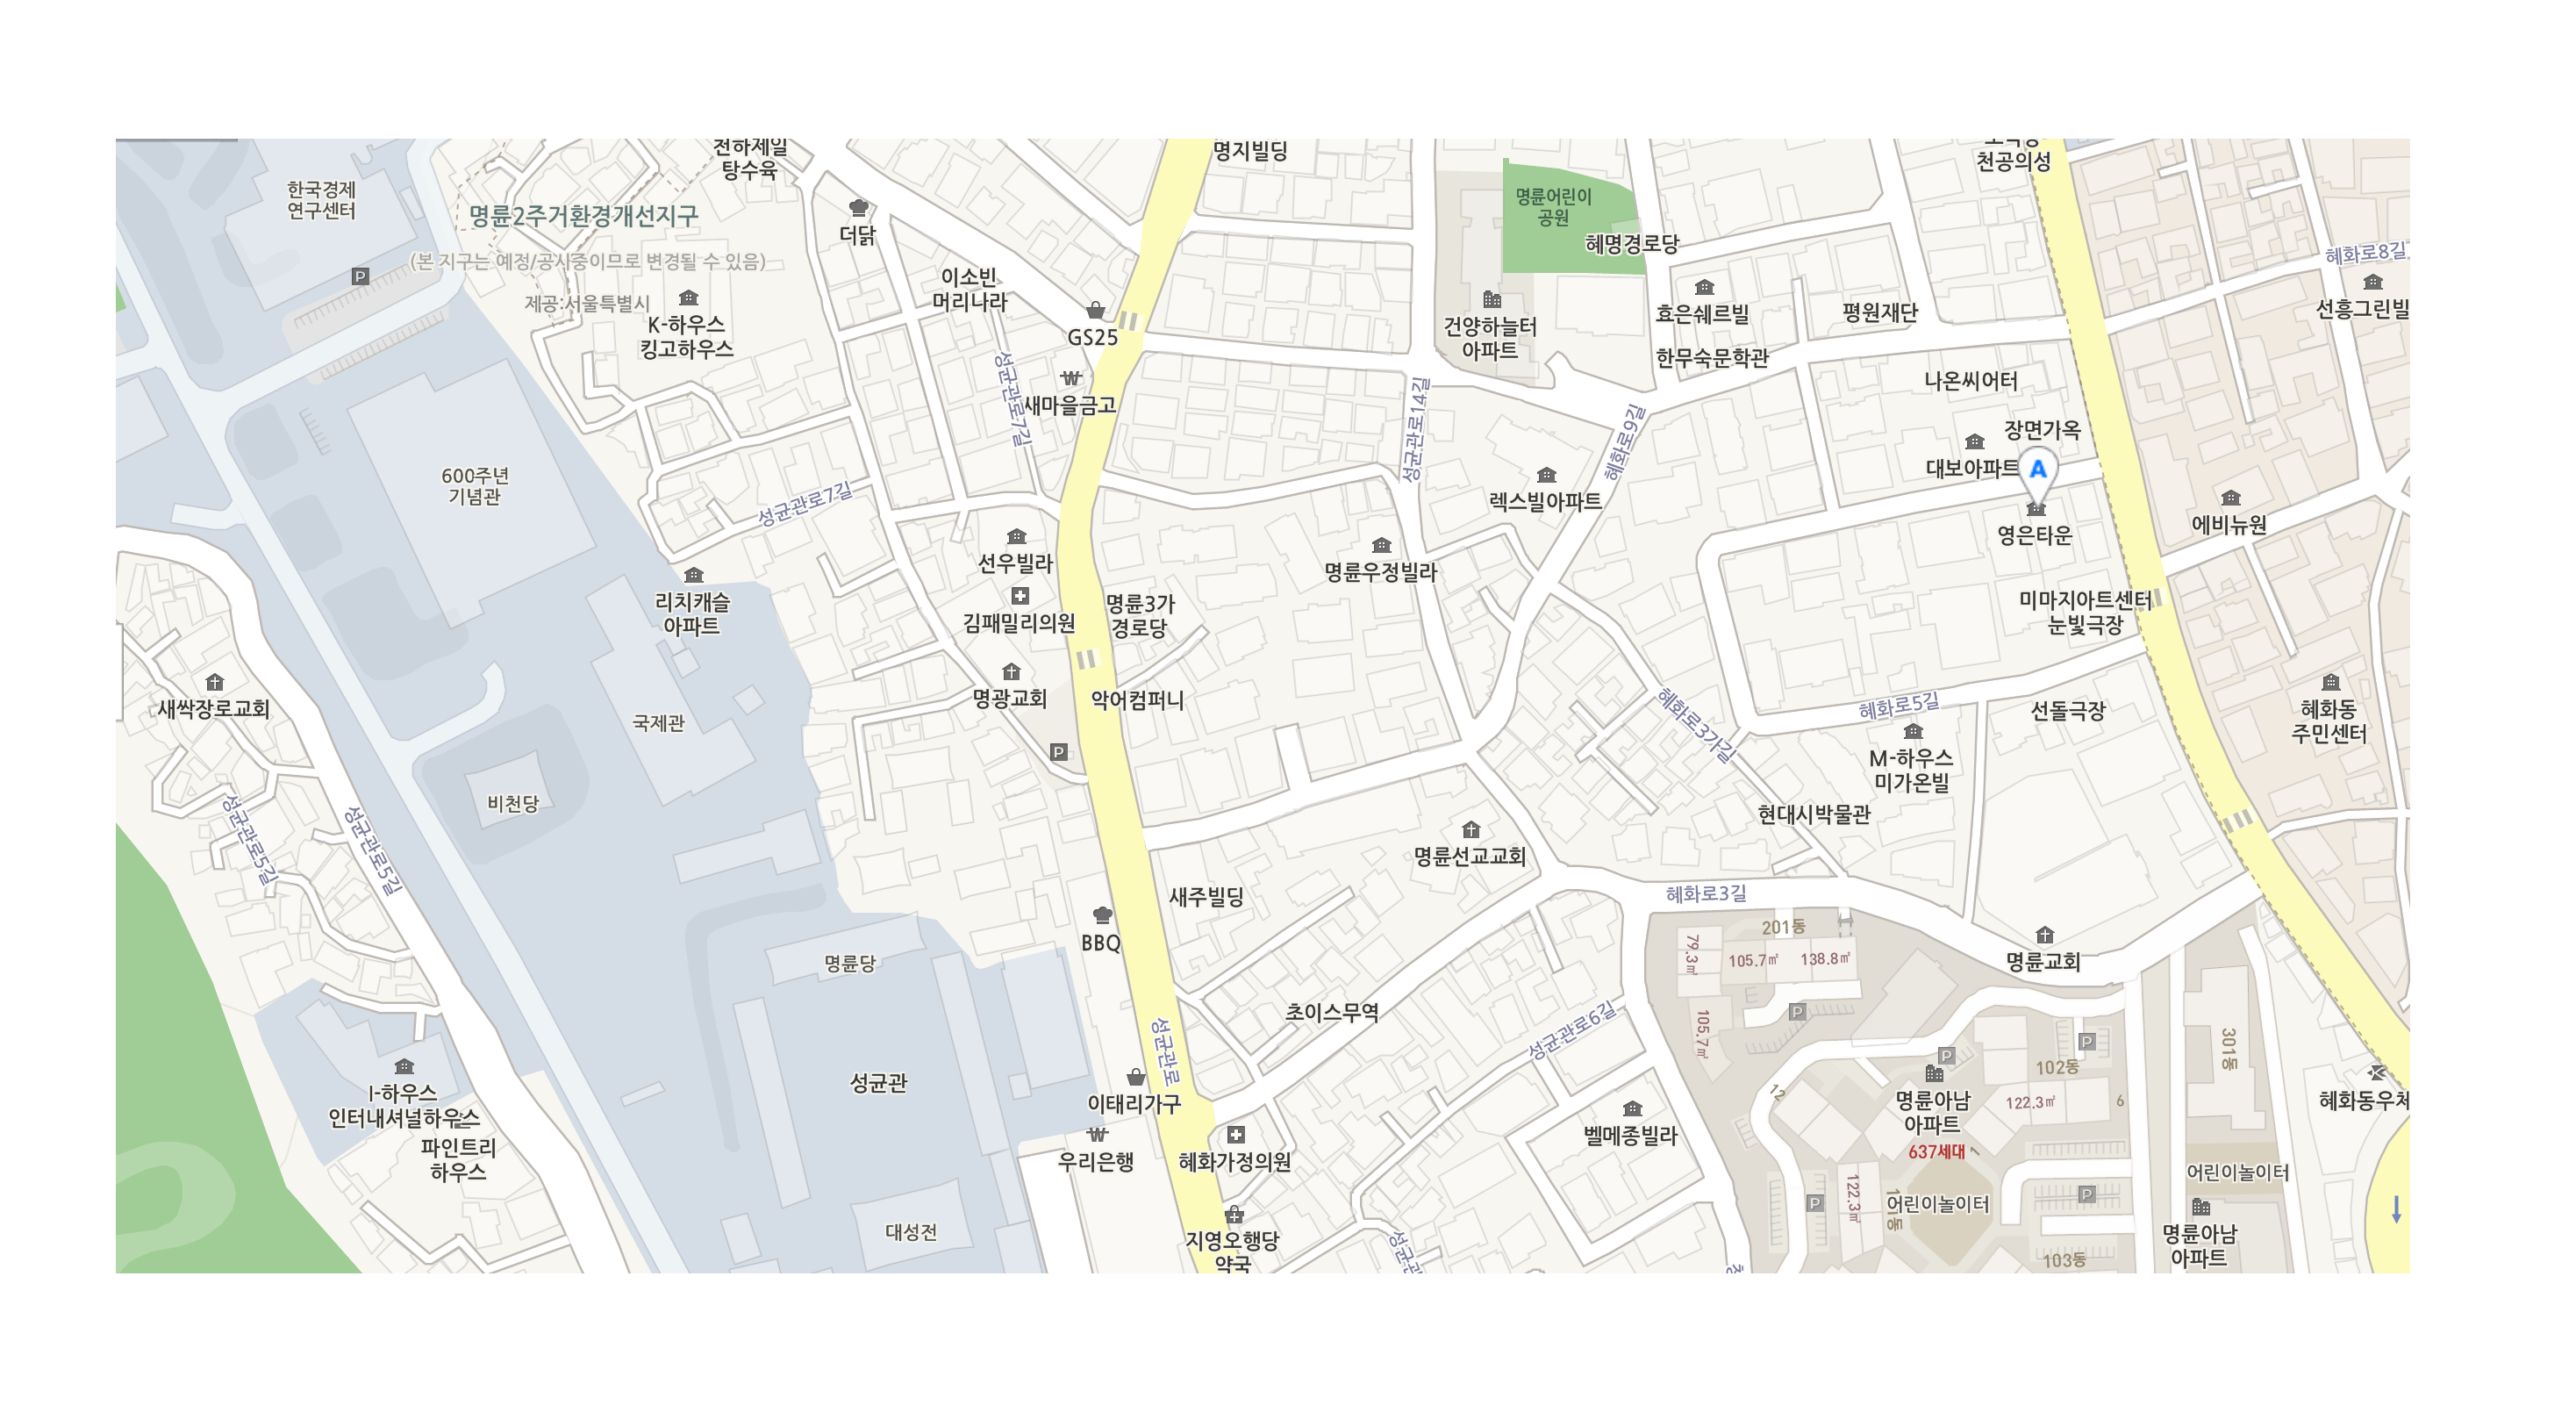 명지빌딩
천공의성
천하제일
탕수육
한국경제
연구센터
명륜2주거환경개선지구
(본 지구는 예정/공시중이므로 변경될 수 있음)
제공:서울특별시
P
더닭
명륜어린이
공원
혜명경로당
혜화로8길
선흥그린빌
이소빈
머리나라
K-하우스
킹고하우스
GS25
건양하늘터
아파트
효은쉐르빌
평원재단
한무숙문학관
나온씨어터
새마을금고
성균관로7길
성균관로14길
혜화로9길
장면가옥
대보아파트
A
영은타운
에비뉴원
600주년
기념관
성균관로7길
렉스빌아파트
선우빌라
명륜우정빌라
리치캐슬
아파트
김패밀리의원
명륜3가
경로당
미마지아트센터
눈빛극장
새싹장로교회
국제관
명광교회
악어컴퍼니
혜화로3가길
혜화로5길
선돌극장
혜화동
주민센터
P
M-하우스
미가온빌
비천당
성균관로5길
성균관로5길
현대시박물관
명륜선교교회
새주빌딩
혜화로3길
BBQ
201동
79.3㎡
105.7㎡
138.8㎡
명륜교회
명륜당
초이스무역
성균관로6길
성균관로
105.7㎡
P
P
P
301동
102동
성균관
I-하우스
인터내셔널하우스
파인트리
하우스
이태리가구
우리은행
혜화가정의원
벨메종빌라
12
명륜아남
아파트
637세대
122.3㎡
6
혜화동우체
어린이놀이터
122.3㎡
P
P
어린이놀이터
대성전
지영오행당
약국
103동
명륜아남
아파트